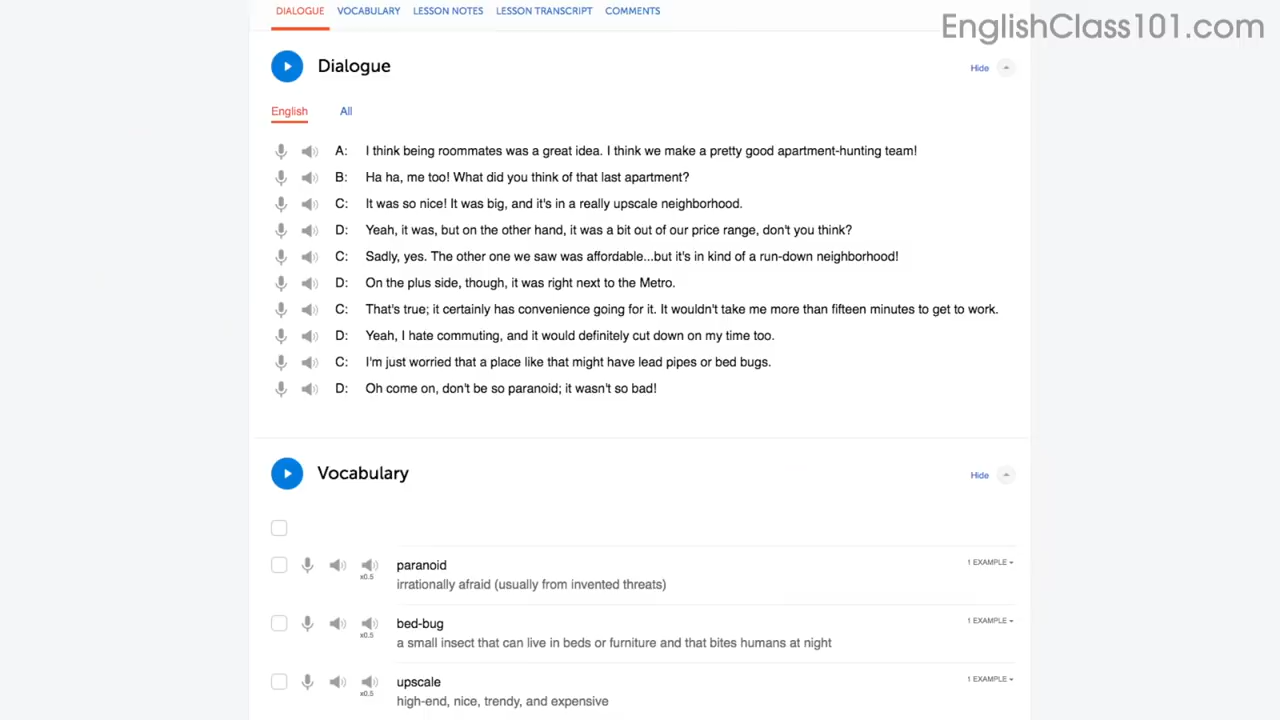 DIALOGUE VOCABULARY LESSON NOTES LESSON TRANSCRIPT COMMENTS
EnglishClass101.com
Dialogue
Hide
English All
A: I think being roommates was a great idea. I think we make a pretty good apartment-hunting team!
B: Ha ha, me too! What did you think of that last apartment?
C: It was so nice! It was big, and it's in a really upscale neighborhood.
D: Yeah, it was, but on the other hand, it was a bit out of our price range, don't you think?
C: Sadly, yes. The other one we saw was affordable...but it's in kind of a run-down neighborhood!
D: On the plus side, though, it was right next to the Metro.
C: That's true; it certainly has convenience going for it. It wouldn't take me more than fifteen minutes to get to work.
D: Yeah, I hate commuting, and it would definitely cut down on my time too.
C: I'm just worried that a place like that might have lead pipes or bed bugs.
D: Oh come on, don't be so paranoid; it wasn't so bad!
Vocabulary
Hide
paranoid
1 EXAMPLE
x0.5
irrationally afraid (usually from invented threats)
bed-bug
1 EXAMPLE
x0.5
a small insect that can live in beds or furniture and that bites humans at night
upscale
1 EXAMPLE
x0.5
high-end, nice, trendy, and expensive